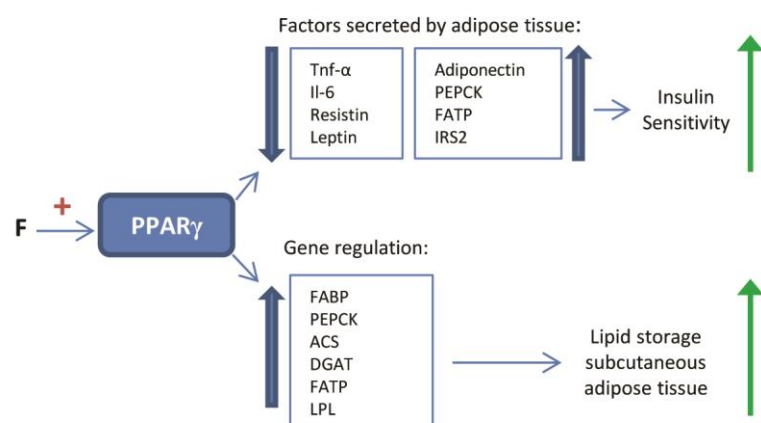 Factors secreted by adipose tissue:
Tnf-α
Il-6
Resistin
Leptin
Adiponectin
PEPCK
FATP
IRS2
Insulin
Sensitivity
F
+
PPARγ
Gene regulation:
FABP
PEPCK
ACS
DGAT
FATP
LPL
Lipid storage
subcutaneous
adipose tissue